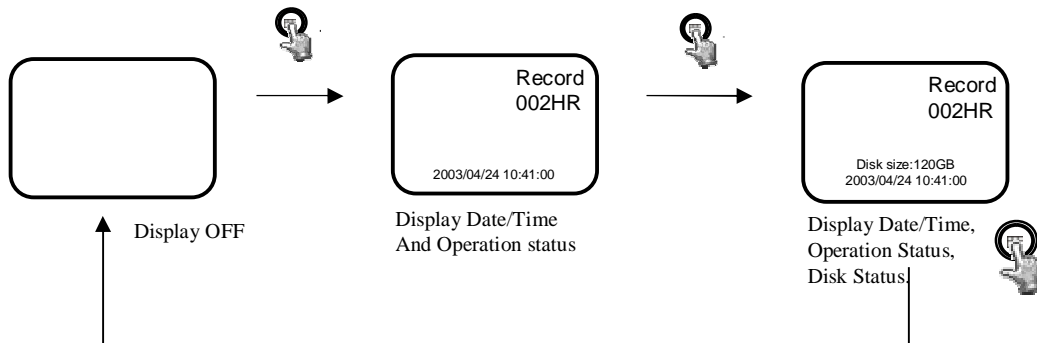 Record
002HR
2003/04/24 10:41:00
Record
002HR
Disk size:120GB
2003/04/24 10:41:00
Display OFF
Display Date/Time
And Operation status
Display Date/Time,
Operation Status,
Disk Status.